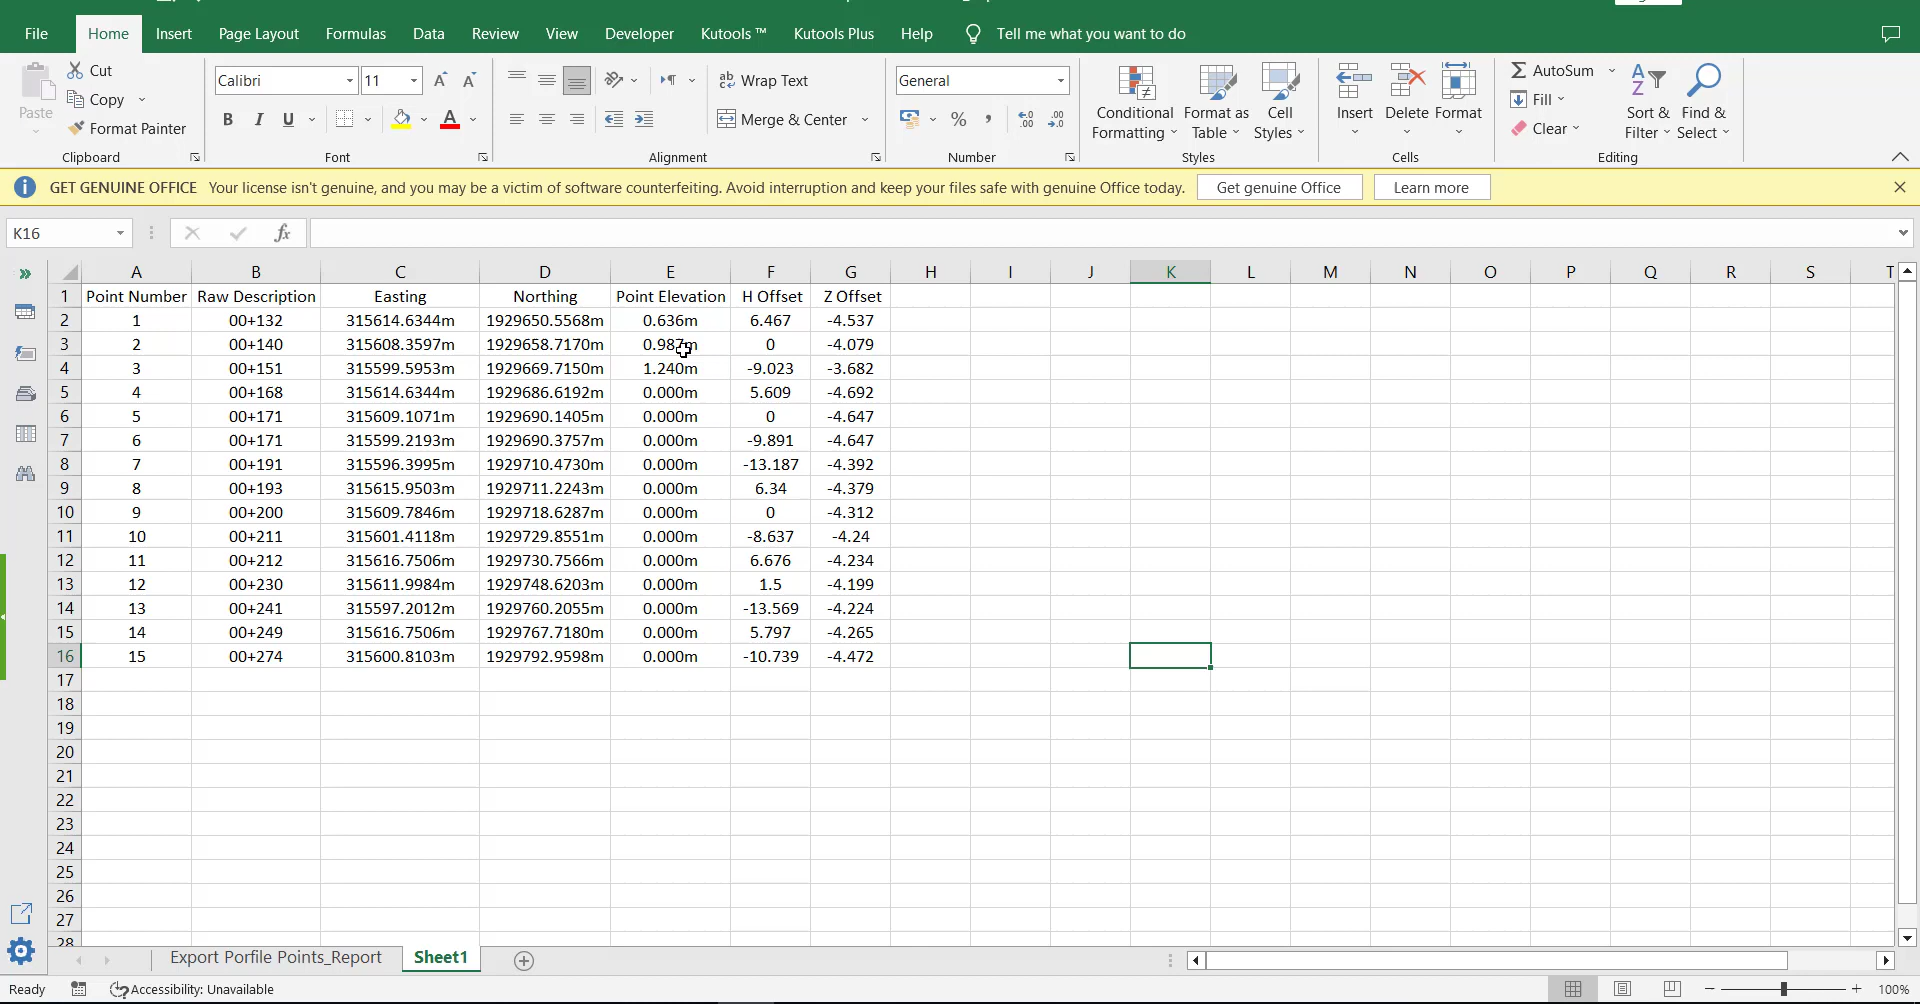 File Home Insert Page Layout Formulas Data Review View Developer Kutools ™ Kutools Plus Help Tell me what you want to do
Paste Cut Copy Format Painter Clipboard
Calibri 11 B I U A Font
Wrap Text Merge & Center Alignment
General % Number
Conditional Formatting Format as Table Cell Styles Styles
Insert Delete Format Cells
AutoSum Fill Clear Sort & Filter Find & Select Editing
GET GENUINE OFFICE Your license isn't genuine, and you may be a victim of software counterfeiting. Avoid interruption and keep your files safe with genuine Office today. Get genuine Office Learn more
K16 fx
A B C D E F G H I J K L M N O P Q R S T
1 Point Number Raw Description Easting Northing Point Elevation H Offset Z Offset
2 1 00+132 315614.6344m 1929650.5568m 0.636m 6.467 -4.537
3 2 00+140 315608.3597m 1929658.7170m 0.987m 0 -4.079
4 3 00+151 315599.5953m 1929669.7150m 1.240m -9.023 -3.682
5 4 00+168 315614.6344m 1929686.6192m 0.000m 5.609 -4.692
6 5 00+171 315609.1071m 1929690.1405m 0.000m 0 -4.647
7 6 00+171 315599.2193m 1929690.3757m 0.000m -9.891 -4.647
8 7 00+191 315596.3995m 1929710.4730m 0.000m -13.187 -4.392
9 8 00+193 315615.9503m 1929711.2243m 0.000m 6.34 -4.379
10 9 00+200 315609.7846m 1929718.6287m 0.000m 0 -4.312
11 10 00+211 315601.4118m 1929729.8551m 0.000m -8.637 -4.24
12 11 00+212 315616.7506m 1929730.7566m 0.000m 6.676 -4.234
13 12 00+230 315611.9984m 1929748.6203m 0.000m 1.5 -4.199
14 13 00+241 315597.2012m 1929760.2055m 0.000m -13.569 -4.224
15 14 00+249 315616.7506m 1929767.7180m 0.000m 5.797 -4.265
16 15 00+274 315600.8103m 1929792.9598m 0.000m -10.739 -4.472
17
18
19
20
21
22
23
24
25
26
27
28
Export Porfile Points_Report Sheet1
Ready Accessibility: Unavailable 100%